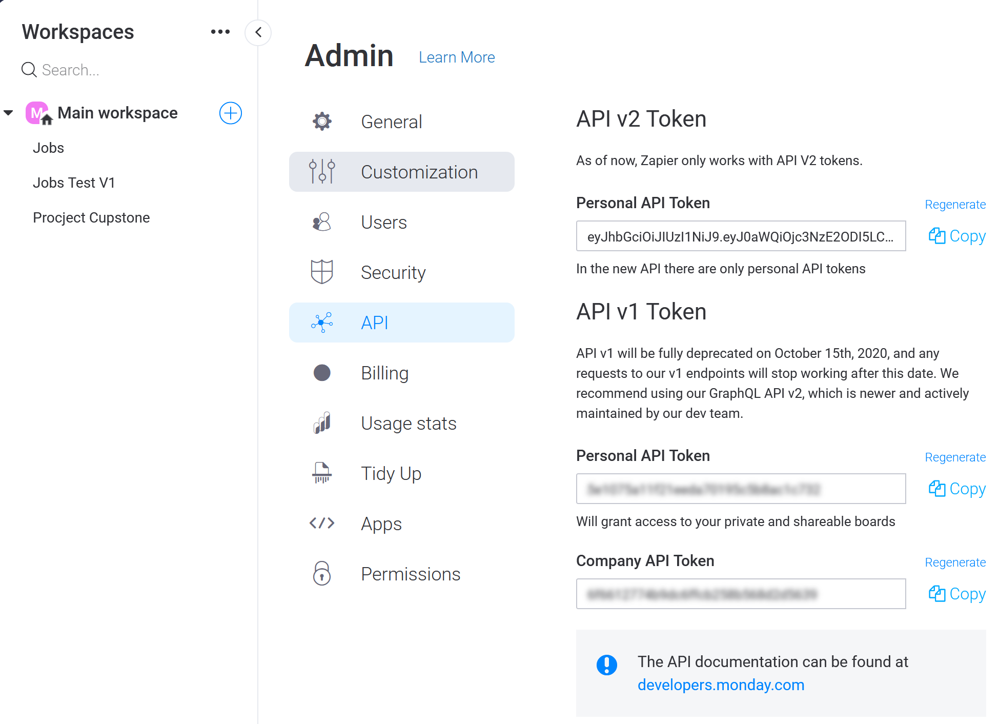 Workspaces
Search...
M
Main workspace
Jobs
Jobs Test V1
Procject Cupstone
Admin
Learn More
General
Customization
Users
Security
API
Billing
Usage stats
Tidy Up
Apps
Permissions
API v2 Token
As of now, Zapier only works with API V2 tokens.
Personal API Token
Regenerate
eyJhbGciOiJIUzI1NiJ9.eyJ0aWQiOjc3NzE2ODI5LC...
Copy
In the new API there are only personal API tokens
API v1 Token
API v1 will be fully deprecated on October 15th, 2020, and any
requests to our v1 endpoints will stop working after this date. We
recommend using our GraphQL API v2, which is newer and actively
maintained by our dev team.
Personal API Token
Regenerate
Copy
Will grant access to your private and shareable boards
Company API Token
Regenerate
Copy
The API documentation can be found at
developers.monday.com